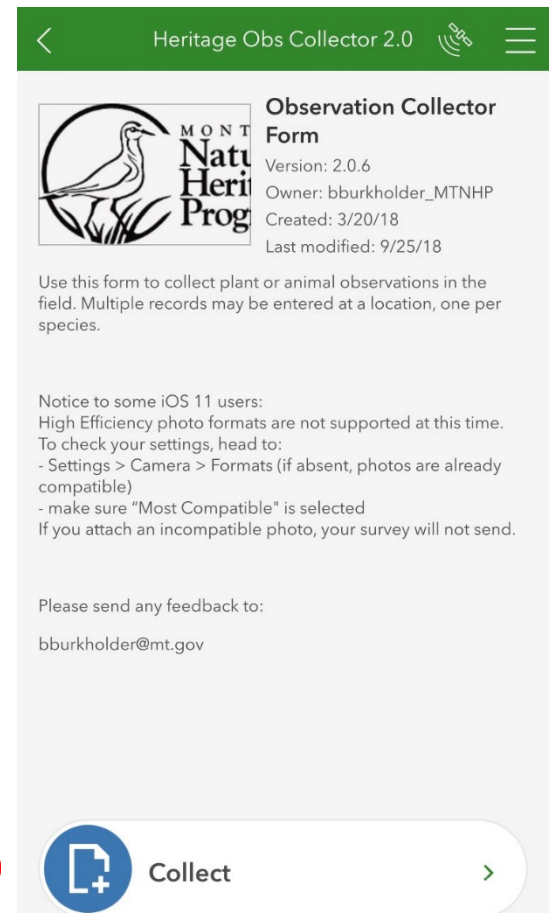 Heritage Obs Collector 2.0
MONT
Natu
Herit
Prog
Observation Collector
Form
Version: 2.0.6
Owner: bburkholder_MTNHP
Created: 3/20/18
Last modified: 9/25/18
Use this form to collect plant or animal observations in the
field. Multiple records may be entered at a location, one per
species.
Notice to some iOS 11 users:
High Efficiency photo formats are not supported at this time.
To check your settings, head to:
- Settings > Camera > Formats (if absent, photos are already
compatible)
- make sure “Most Compatible" is selected
If you attach an incompatible photo, your survey will not send.
Please send any feedback to:
bburkholder@mt.gov
Collect